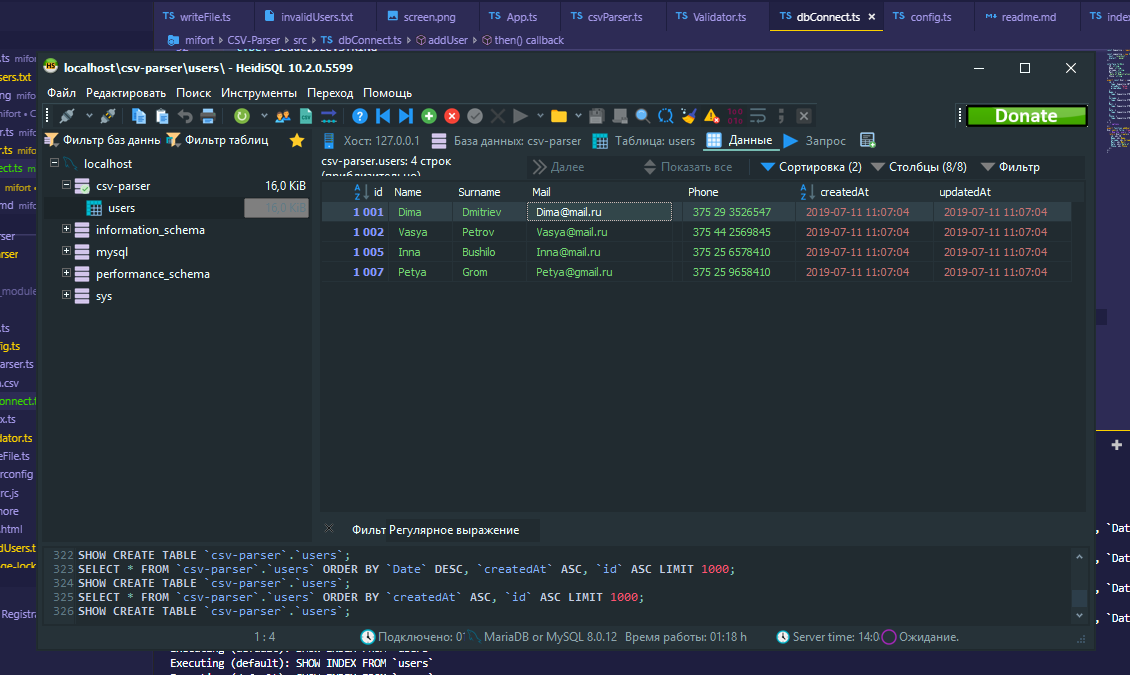 TS writeFile.ts invalidUsers.txt screen.png TS App.ts TS csvParser.ts TS Validator.ts TS dbConnect.ts × TS config.ts readme.md TS
mifort > CSV-Parser > src > TS dbConnect.ts > addUser > then() callback
localhost\csv-parser\users\ - HeidiSQL 10.2.0.5599
Файл Редактировать Поиск Инструменты Переход Помощь
Donate
Фильтр баз данны Фильтр таблиц Хост: 127.0.0.1 База данных: csv-parser Таблица: users Данные Запрос
csv-parser.users: 4 строк (приблизительно) Далее Показать все Сортировка (2) Столбцы (8/8) Фильтр
localhost
csv-parser 16,0 KiB
users 16,0 KiB
information_schema
mysql
performance_schema
sys
id Name Surname Mail Phone createdAt updatedAt
1 001 Dima Dmitriev Dima@mail.ru 375 29 3526547 2019-07-11 11:07:04 2019-07-11 11:07:04
1 002 Vasya Petrov Vasya@mail.ru 375 44 2569845 2019-07-11 11:07:04 2019-07-11 11:07:04
1 005 Inna Bushilo Inna@mail.ru 375 25 6578410 2019-07-11 11:07:04 2019-07-11 11:07:04
1 007 Petya Grom Petya@gmail.ru 375 25 9658410 2019-07-11 11:07:04 2019-07-11 11:07:04
Фильт Регулярное выражение
322 SHOW CREATE TABLE `csv-parser`.`users`;
323 SELECT * FROM `csv-parser`.`users` ORDER BY `Date` DESC, `createdAt` ASC, `id` ASC LIMIT 1000;
324 SHOW CREATE TABLE `csv-parser`.`users`;
325 SELECT * FROM `csv-parser`.`users` ORDER BY `createdAt` ASC, `id` ASC LIMIT 1000;
326 SHOW CREATE TABLE `csv-parser`.`users`;
1 : 4 Подключено: 0 MariaDB or MySQL 8.0.12 Время работы: 01:18 h Server time: 14:0 Ожидание.
Executing (default): SHOW INDEX FROM `users`